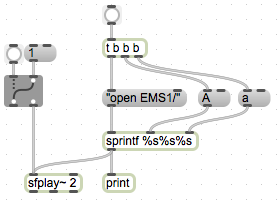 1
t b b b
"open EMS1/"
A
a
sprintf %s%s%s
sfplay~ 2
print